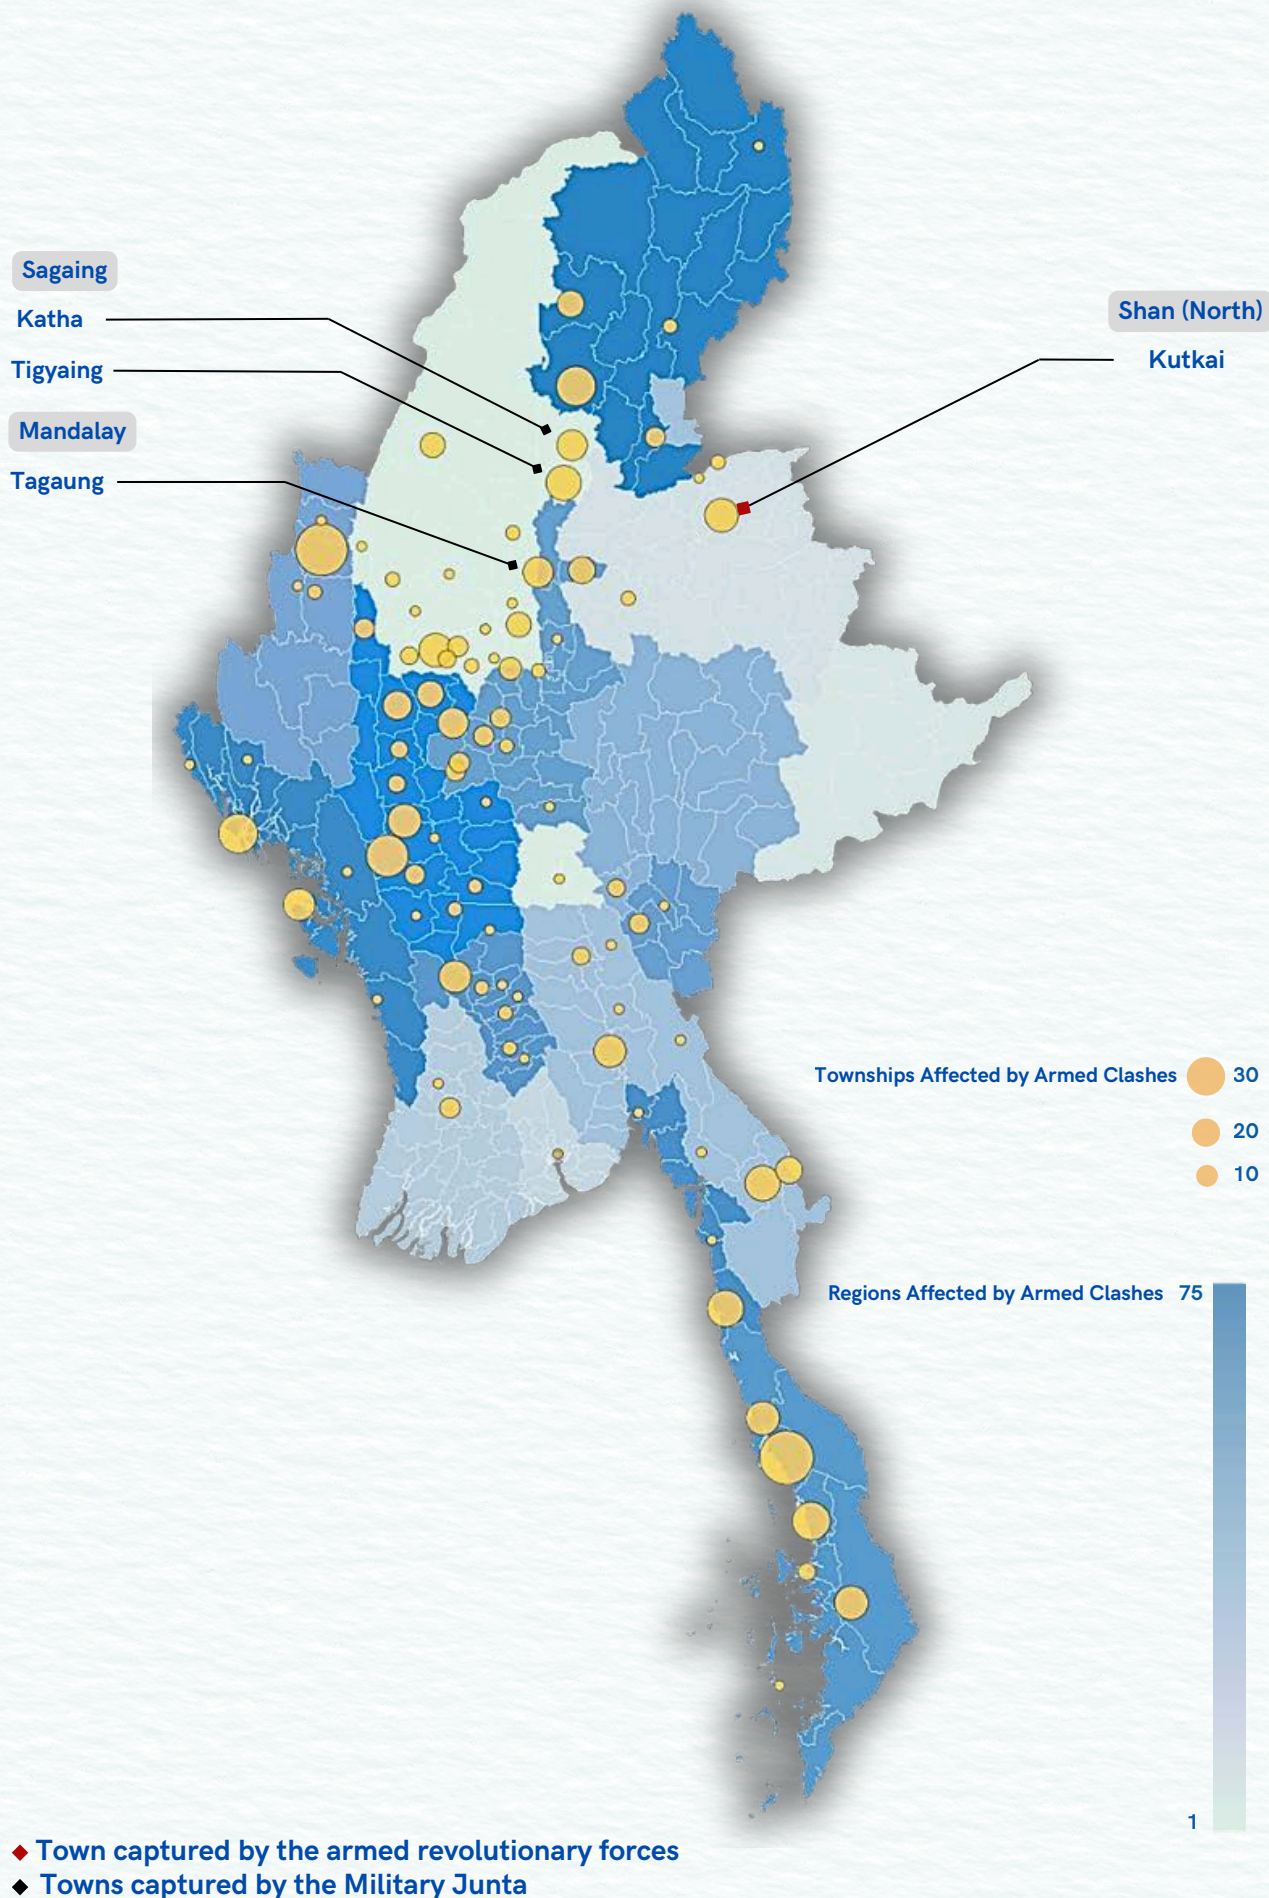 Sagaing
Katha
Tigyaing
Mandalay
Tagaung
Shan (North)
Kutkai
Townships Affected by Armed Clashes 30
20
10
Regions Affected by Armed Clashes 75
1
Town captured by the armed revolutionary forces
Towns captured by the Military Junta